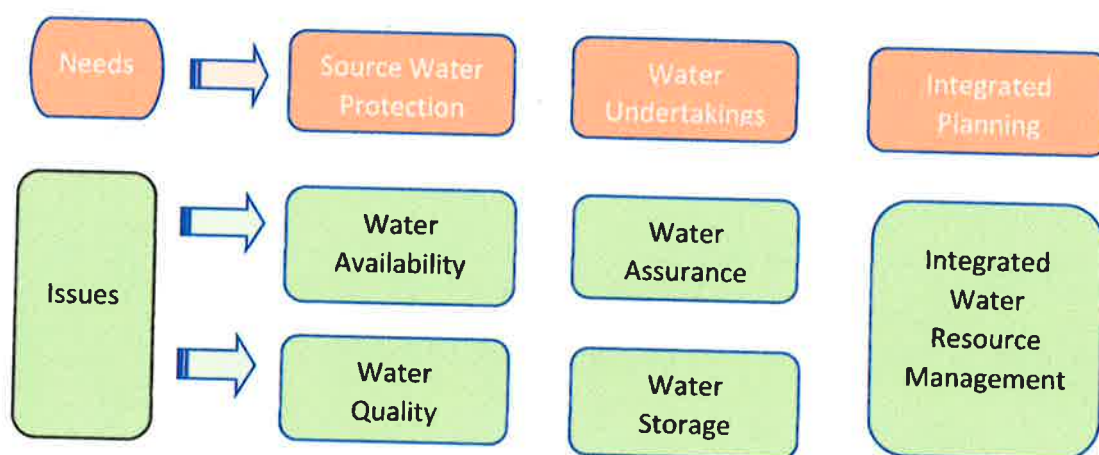 Needs
Source Water
Protection
Water
Undertakings
Integrated
Planning
Issues
Water
Availability
Water
Assurance
Integrated
Water
Resource
Management
Water
Quality
Water
Storage